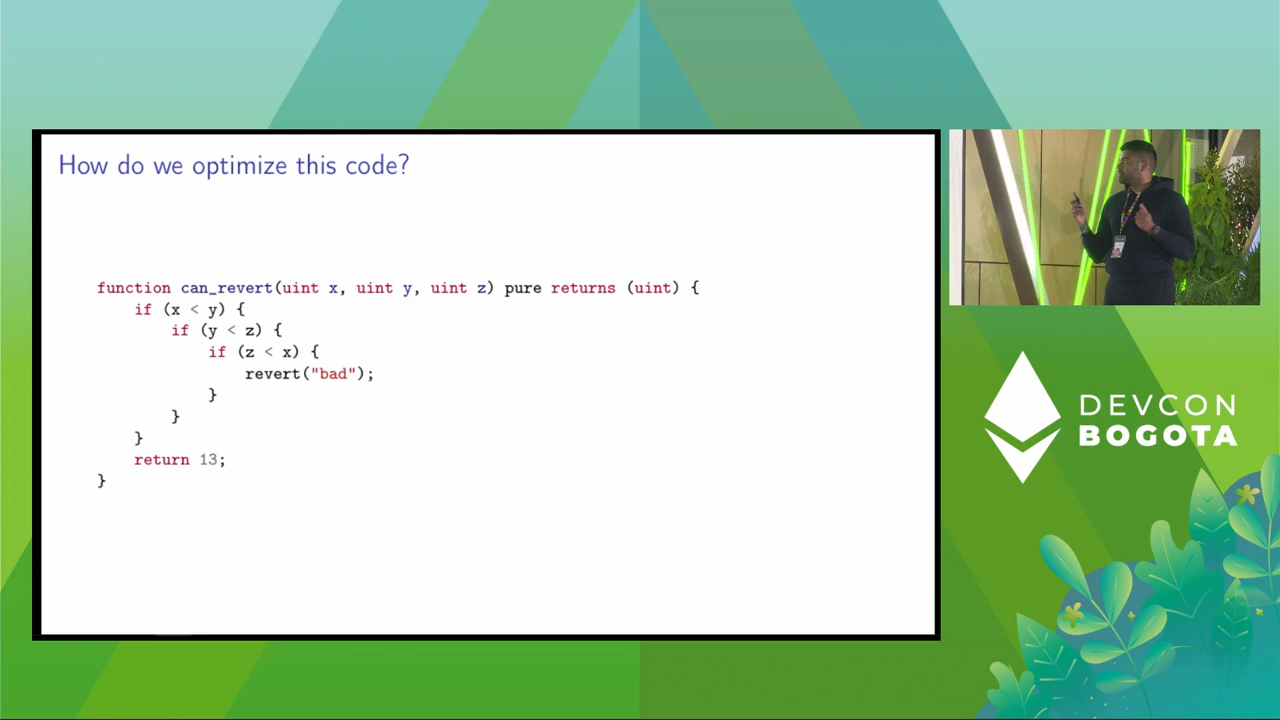 How do we optimize this code?
function can_revert(uint x, uint y, uint z) pure returns (uint) {
if (x < y) {
if (y < z) {
if (z < x) {
revert("bad");
}
}
}
return 13;
}
DEVCON
BOGOTA